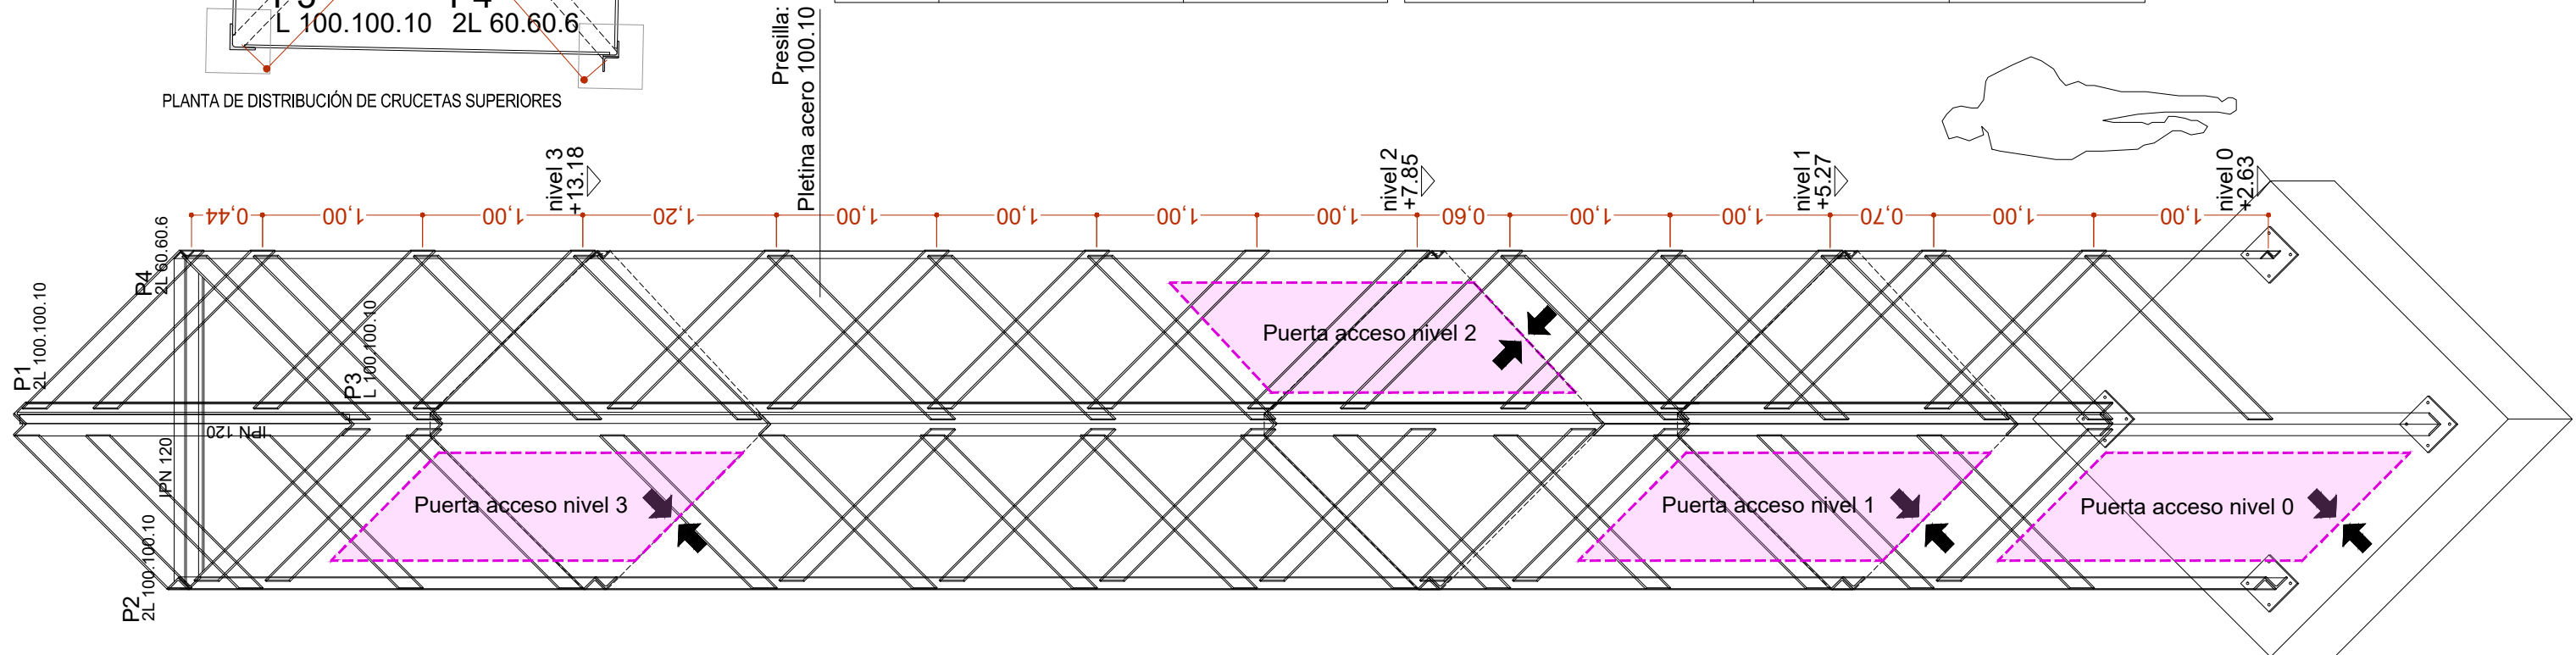 L 100.100.10   2L 60.60.6
PLANTA DE DISTRIBUCIÓN DE CRUCETAS SUPERIORES
Presilla:
Pletina acero 100.10
nivel 3
+13.18
nivel 2
+7.85
nivel 1
+5.27
nivel 0
+2.63
0,44
1,00
1,00
1,20
1,00
1,00
1,00
1,00
0,60
1,00
1,00
0,70
1,00
1,00
P4
2L 60.60.6
P1
2L 100.100.10
P3
L 100.100.10
IPN 120
IPN 120
P2
2L 100.100.10
Puerta acceso nivel 2
Puerta acceso nivel 3
Puerta acceso nivel 1
Puerta acceso nivel 0